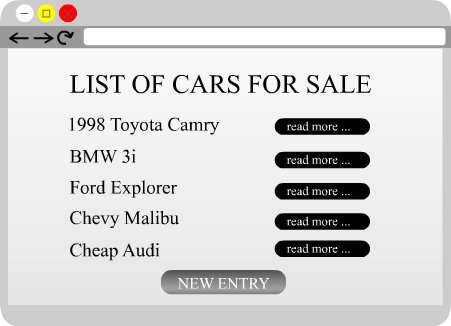 LIST OF CARS FOR SALE
1998 Toyota Camry read more ...
BMW 3i read more ...
Ford Explorer read more ...
Chevy Malibu read more ...
Cheap Audi read more ...
NEW ENTRY